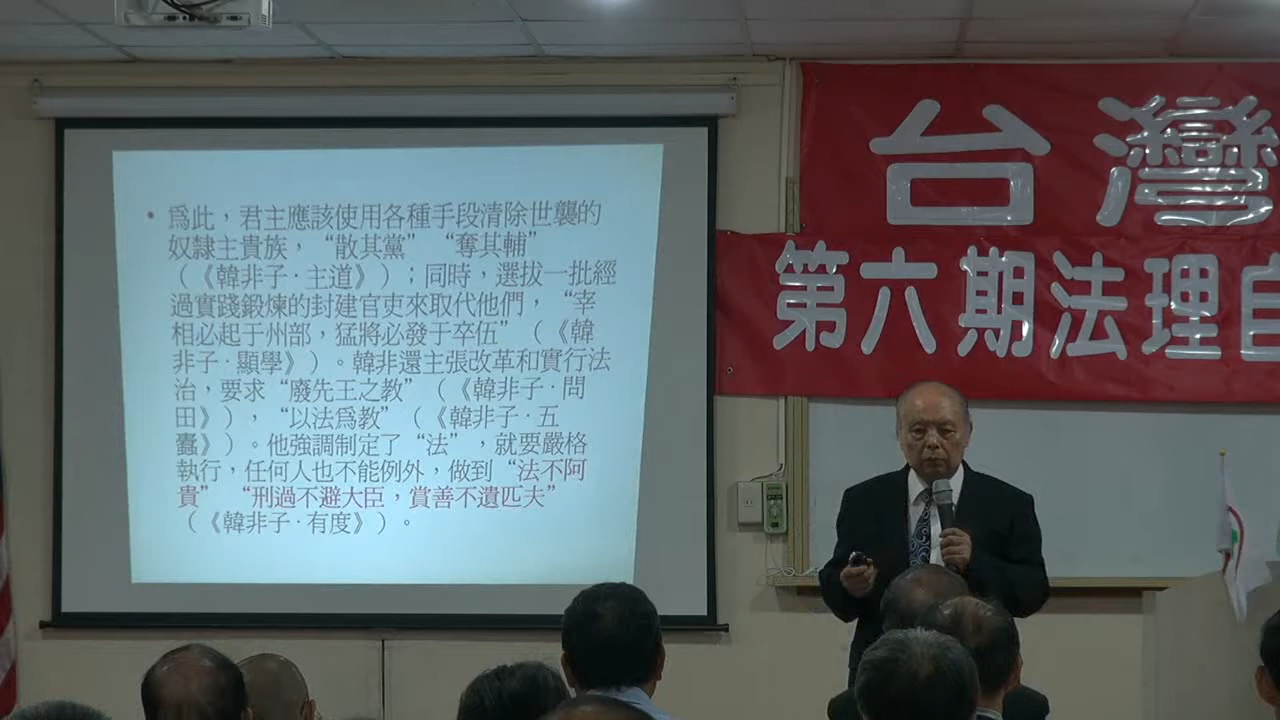 • 爲此，君主應該使用各種手段清除世襲的
奴隸主貴族，“散其黨” “奪其輔”
（《韓非子·主道》）；同時，選拔一批經
過實踐鍛煉的封建官吏來取代他們，“宰
相必起于州部，猛將必發于卒伍”（《韓
非子·顯學》）。韓非還主張改革和實行法
治，要求“廢先王之教”（《韓非子·問
田》），“以法爲教”（《韓非子·五
蠹》）。他強調制定了“法”，就要嚴格
執行，任何人也不能例外，做到“法不阿
貴” “刑過不避大臣，賞善不遺匹夫”
（《韓非子·有度》）。
台灣
第六期法理自